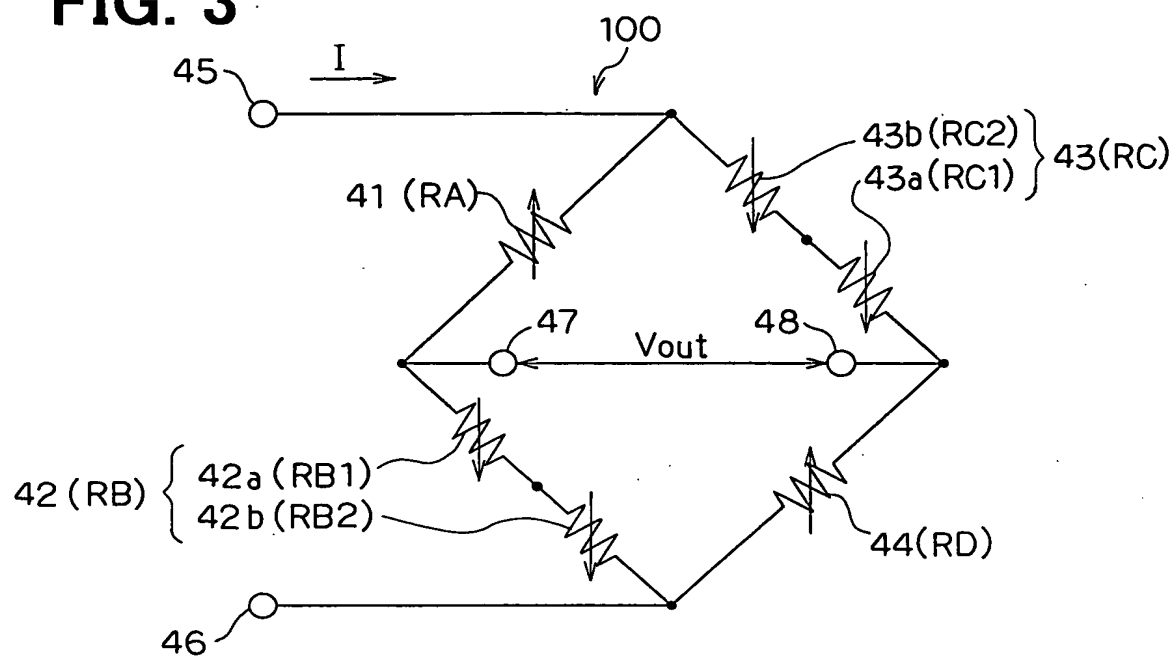 FIG. 3
100
I
45
43b(RC2)
43a(RC1)
43(RC)
41 (RA)
47
48
Vout
42(RB)
42a(RB1)
42b(RB2)
44(RD)
46